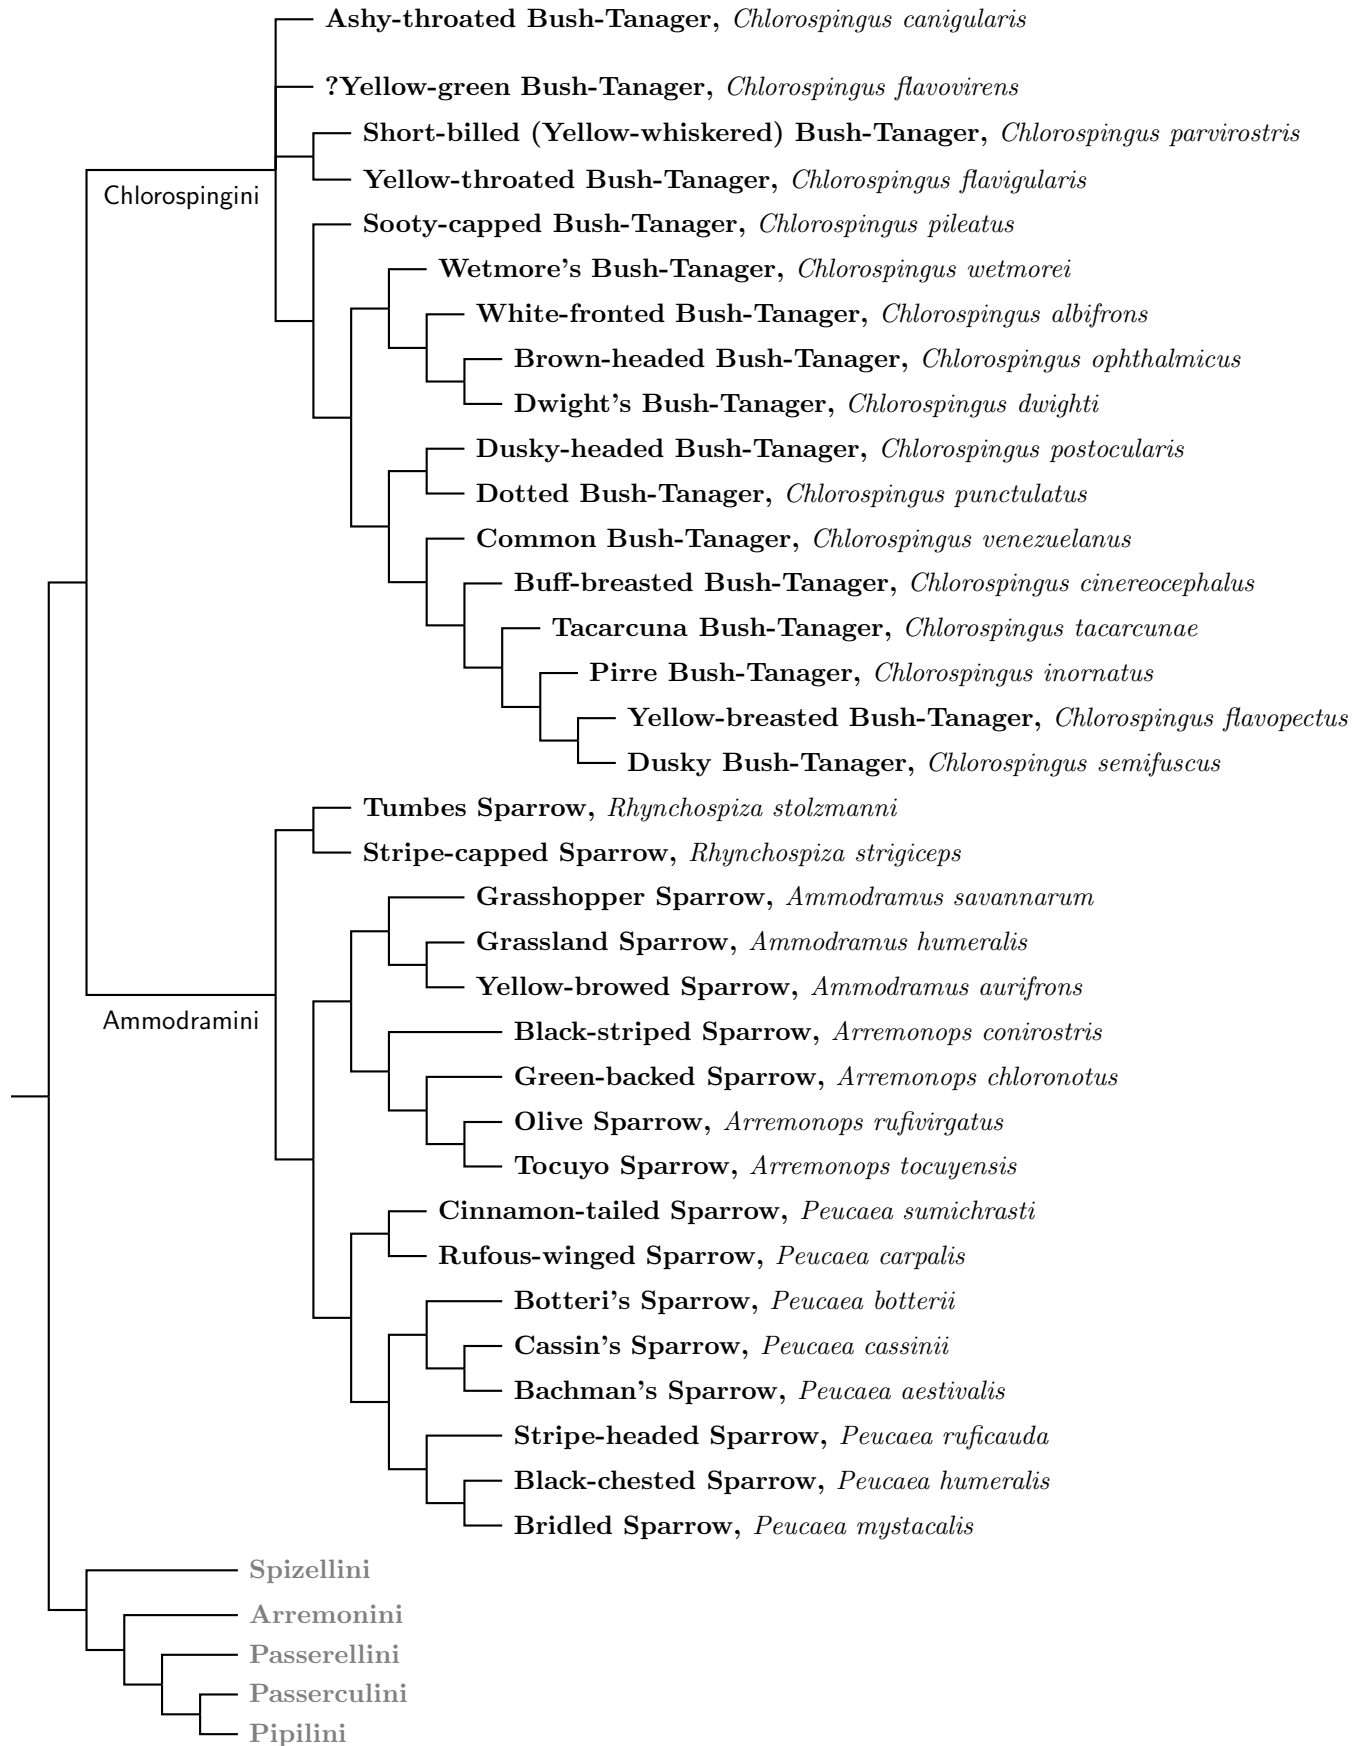 Ashy-throated Bush-Tanager, Chlorospingus canigularis
?Yellow-green Bush-Tanager, Chlorospingus flavovirens
Short-billed (Yellow-whiskered) Bush-Tanager, Chlorospingus parvirostris
Yellow-throated Bush-Tanager, Chlorospingus flavigularis
Chlorospingini
Sooty-capped Bush-Tanager, Chlorospingus pileatus
Wetmore's Bush-Tanager, Chlorospingus wetmorei
White-fronted Bush-Tanager, Chlorospingus albifrons
Brown-headed Bush-Tanager, Chlorospingus ophthalmicus
Dwight's Bush-Tanager, Chlorospingus dwighti
Dusky-headed Bush-Tanager, Chlorospingus postocularis
Dotted Bush-Tanager, Chlorospingus punctulatus
Common Bush-Tanager, Chlorospingus venezuelanus
Buff-breasted Bush-Tanager, Chlorospingus cinereocephalus
Tacarcuna Bush-Tanager, Chlorospingus tacarcunae
Pirre Bush-Tanager, Chlorospingus inornatus
Yellow-breasted Bush-Tanager, Chlorospingus flavopectus
Dusky Bush-Tanager, Chlorospingus semifuscus
Tumbes Sparrow, Rhynchospiza stolzmanni
Stripe-capped Sparrow, Rhynchospiza strigiceps
Grasshopper Sparrow, Ammodramus savannarum
Grassland Sparrow, Ammodramus humeralis
Yellow-browed Sparrow, Ammodramus aurifrons
Ammodramini
Black-striped Sparrow, Arremonops conirostris
Green-backed Sparrow, Arremonops chloronotus
Olive Sparrow, Arremonops rufivirgatus
Tocuyo Sparrow, Arremonops tocuyensis
Cinnamon-tailed Sparrow, Peucaea sumichrasti
Rufous-winged Sparrow, Peucaea carpalis
Botteri's Sparrow, Peucaea botterii
Cassin's Sparrow, Peucaea cassinii
Bachman's Sparrow, Peucaea aestivalis
Stripe-headed Sparrow, Peucaea ruficauda
Black-chested Sparrow, Peucaea humeralis
Bridled Sparrow, Peucaea mystacalis
Spizellini
Arremonini
Passerellini
Passerculini
Pipilini